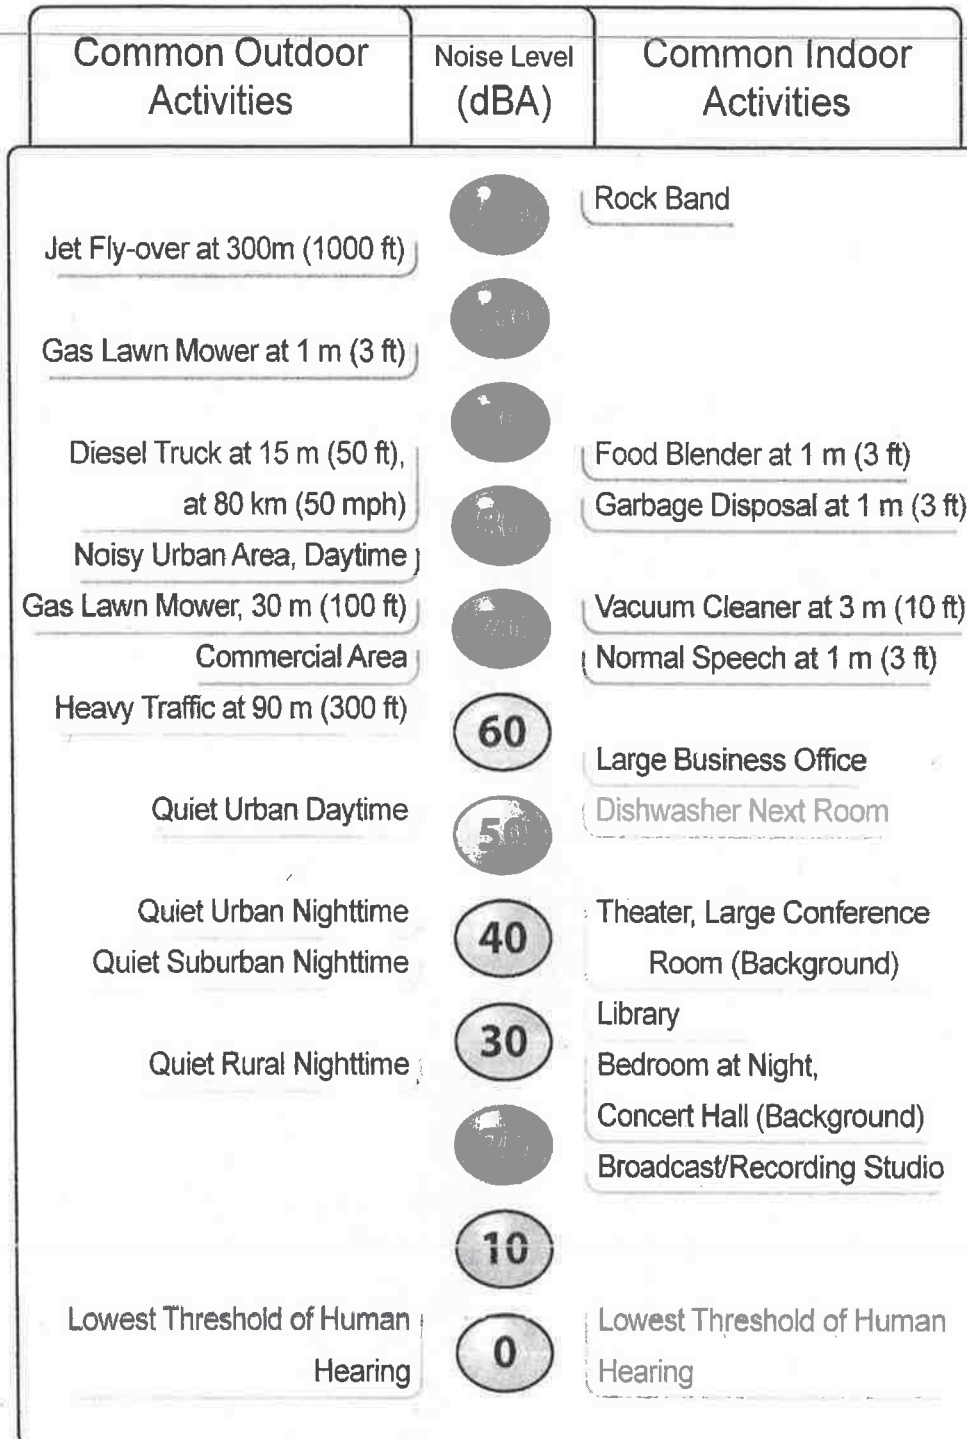 Common Outdoor
Activities
Noise Level
(dBA)
Common Indoor
Activities
Rock Band
Jet Fly-over at 300m (1000 ft)
Gas Lawn Mower at 1 m (3 ft)
Diesel Truck at 15 m (50 ft),
at 80 km (50 mph)
Food Blender at 1 m (3 ft)
Garbage Disposal at 1 m (3 ft)
Noisy Urban Area, Daytime
Gas Lawn Mower, 30 m (100 ft)
Commercial Area
Vacuum Cleaner at 3 m (10 ft)
Normal Speech at 1 m (3 ft)
Heavy Traffic at 90 m (300 ft)
60
Large Business Office
Quiet Urban Daytime
50
Dishwasher Next Room
Quiet Urban Nighttime
Quiet Suburban Nighttime
40
Theater, Large Conference
Room (Background)
30
Library
Quiet Rural Nighttime
Bedroom at Night,
Concert Hall (Background)
Broadcast/Recording Studio
10
Lowest Threshold of Human
Hearing
0
Lowest Threshold of Human
Hearing